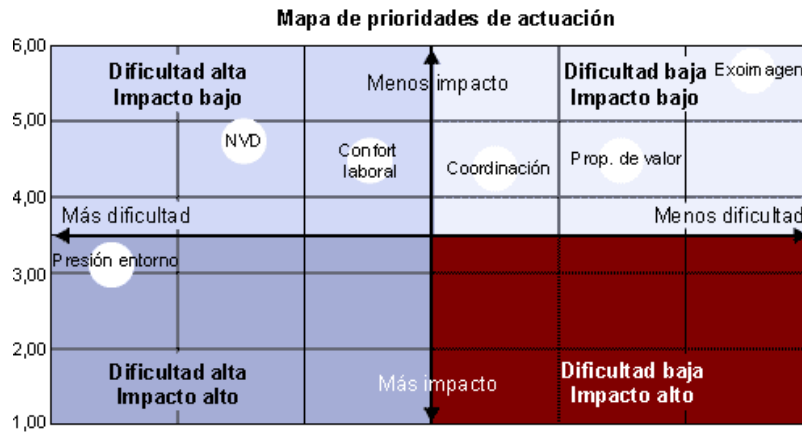 Mapa de prioridades de actuación
6,00
5,00
4,00
3,00
2,00
1,00
Dificultad alta
Impacto bajo
Menos impacto
Dificultad baja
Impacto bajo
Exoimagen
NVD
Confort
laboral
Coordinación
Prop. de valor
Más dificultad
Menos dificultad
Presión entorno
Dificultad alta
Impacto alto
Más impacto
Dificultad baja
Impacto alto